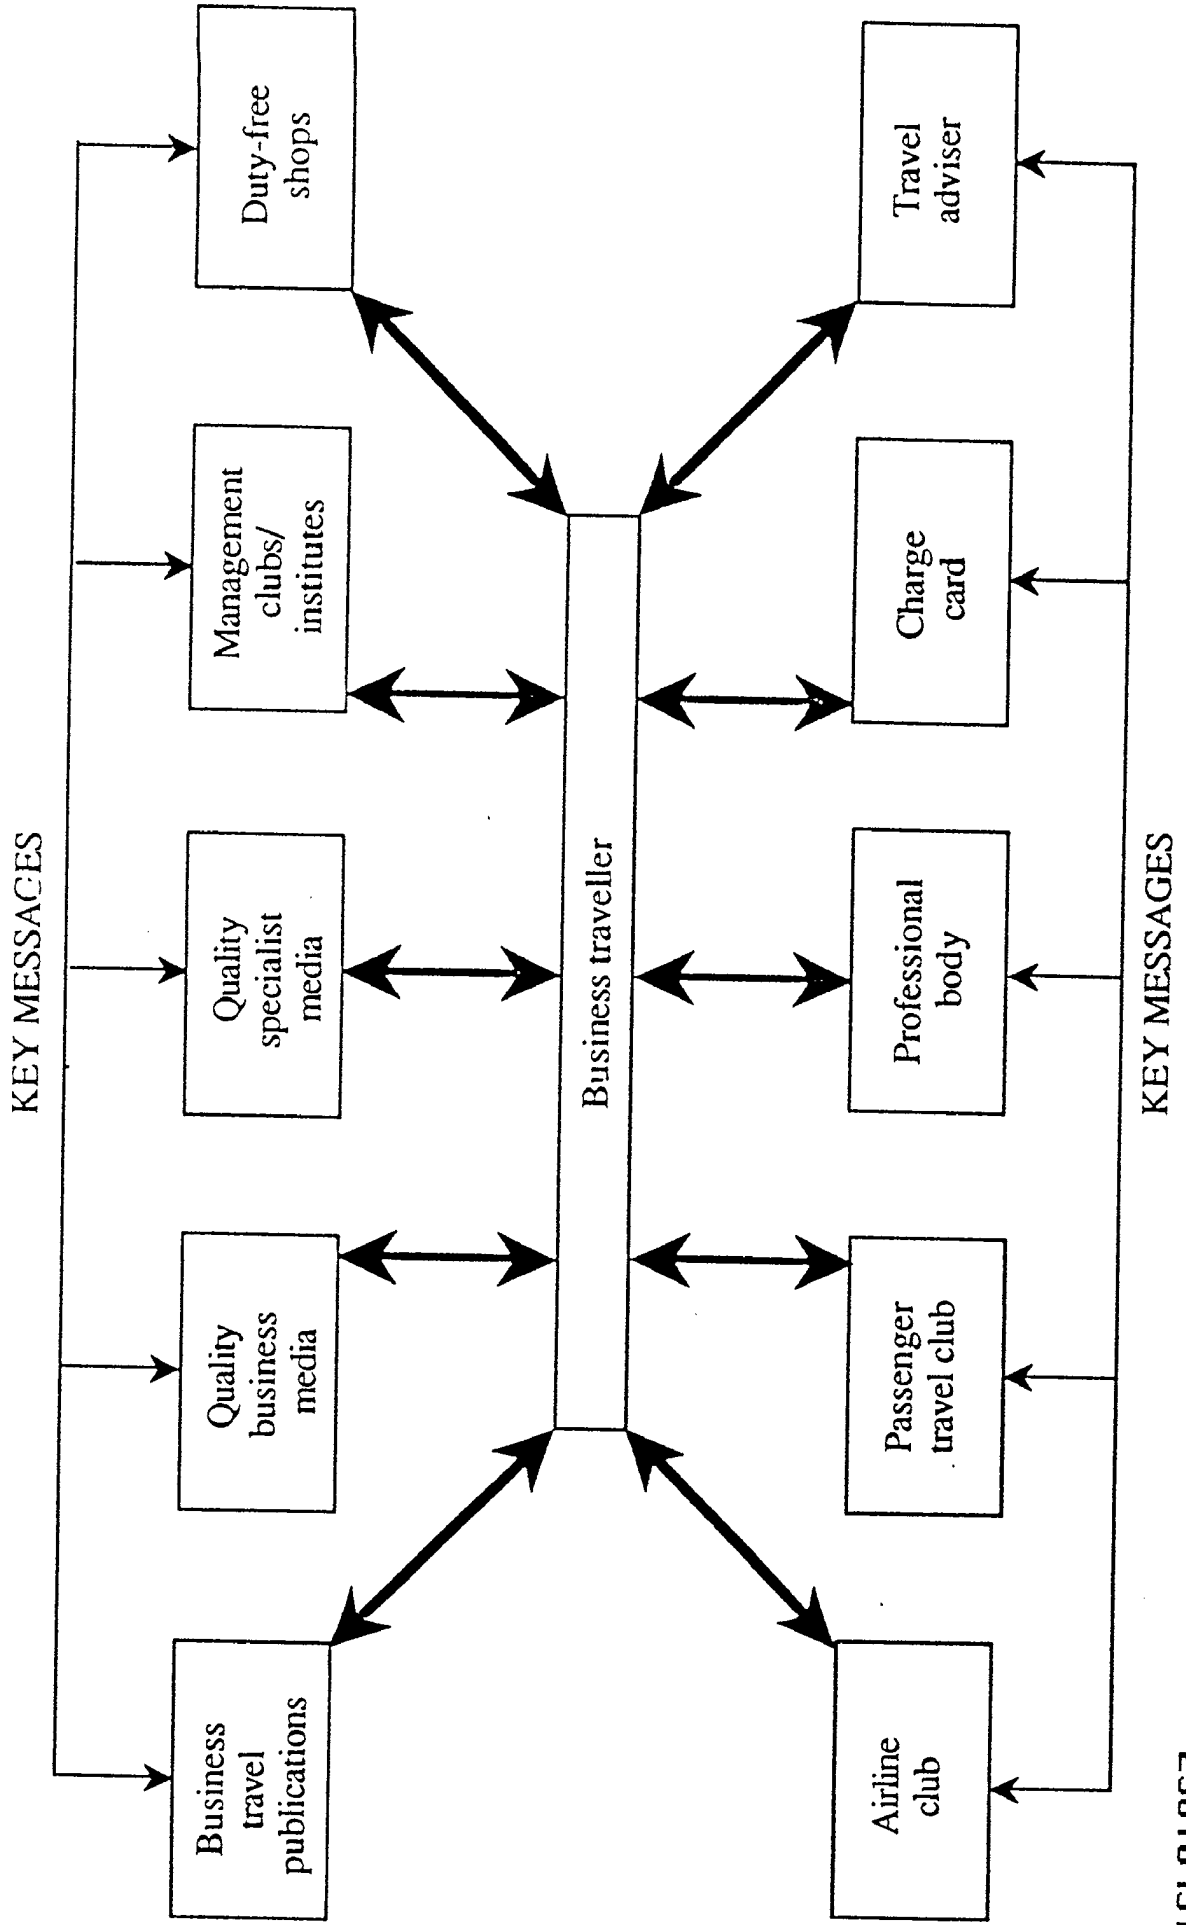 KEY MESSAGES
Business
travel
publications
Quality
business
media
Quality
specialist
media
Management
clubs/
institutes
Duty-free
shops
Business traveller
Airline
club
Passenger
travel club
Professional
body
Charge
card
Travel
adviser
KEY MESSAGES